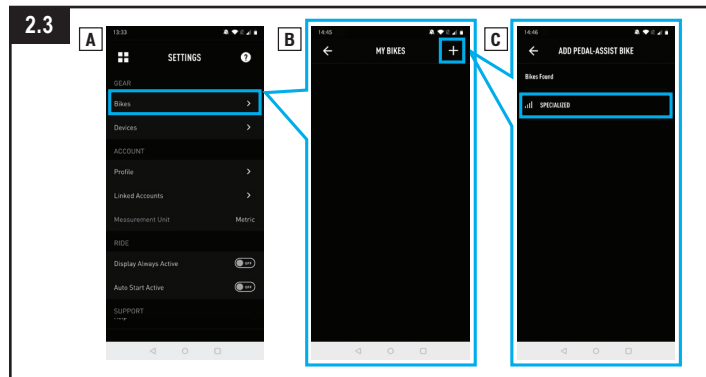 2.3
A
13:33
SETTINGS
?
GEAR
Bikes
Devices
ACCOUNT
Profile
Linked Accounts
Measurement Unit Metric
RIDE
Display Always Active OFF
Auto Start Active OFF
SUPPORT
B
14:45
MY BIKES
C
14:46
ADD PEDAL-ASSIST BIKE
Bikes Found
SPECIALIZED